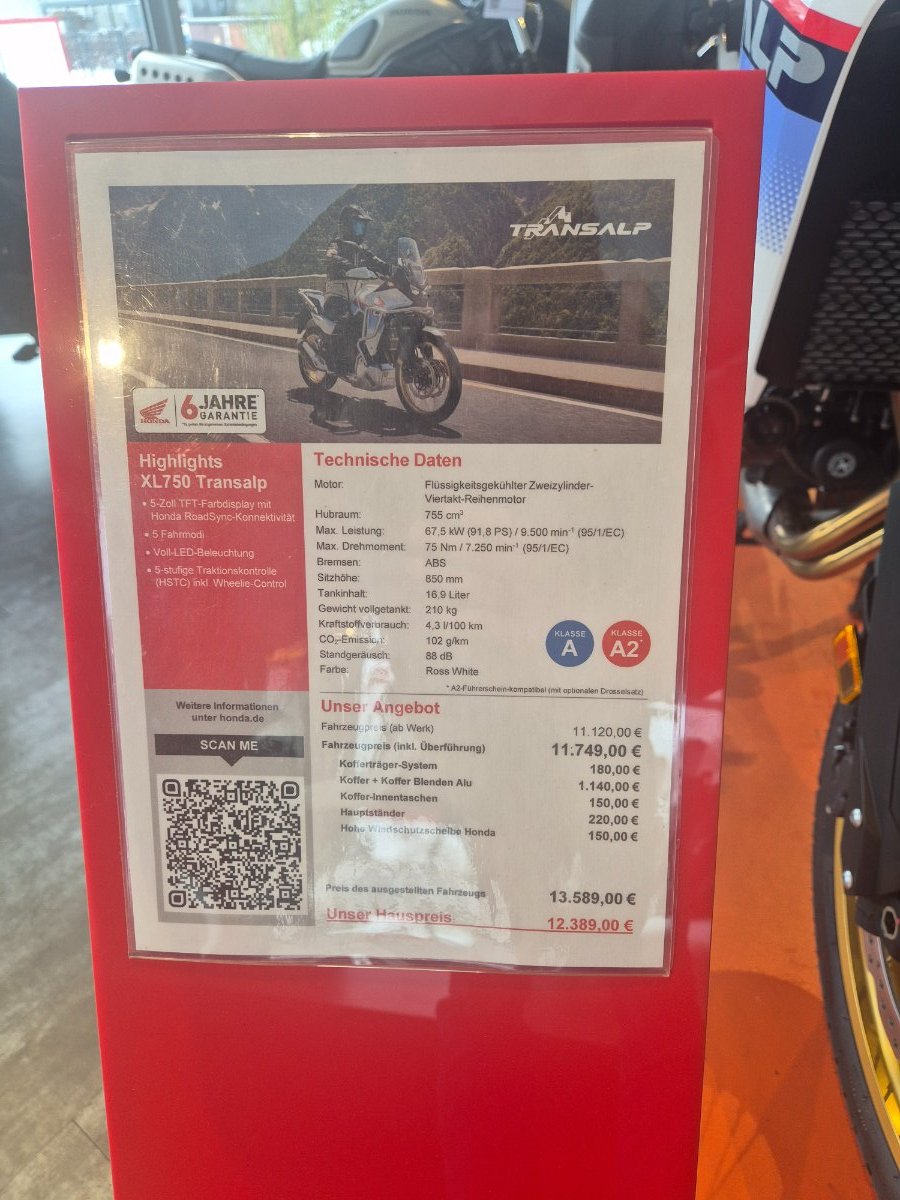 ALP
TRANSALP
HONDA
6 JAHRE
GARANTIE
Highlights
XL750 Transalp
• 5-Zoll TFT-Farbdisplay mit
Honda RoadSync-Konnektivität
• 5 Fahrmodi
• Voll-LED-Beleuchtung
• 5-stufige Traktionskontrolle
(HSTC) inkl. Wheelie-Control
Weitere Informationen
unter honda.de
SCAN ME
Technische Daten
Motor: Flüssigkeitsgekühlter Zweizylinder-
Viertakt-Reihenmotor
Hubraum: 755 cm³
Max. Leistung: 67,5 kW (91,8 PS) / 9.500 min⁻¹ (95/1/EC)
Max. Drehmoment: 75 Nm / 7.250 min⁻¹ (95/1/EC)
Bremsen: ABS
Sitzhöhe: 850 mm
Tankinhalt: 16,9 Liter
Gewicht vollgetankt: 210 kg
Kraftstoffverbrauch: 4,3 l/100 km
CO₂-Emission: 102 g/km
Standgeräusch: 88 dB
Farbe: Ross White
KLASSE
A
KLASSE
A2*
* A2-Führerschein-kompatibel (mit optionalen Drosselsatz)
Unser Angebot
Fahrzeugpreis (ab Werk) 11.120,00 €
Fahrzeugpreis (inkl. Überführung) 11.749,00 €
Kofferträger-System 180,00 €
Koffer + Koffer Blenden Alu 1.140,00 €
Koffer-Innentaschen 150,00 €
Hauptständer 220,00 €
Hohe Windschutzscheibe Honda 150,00 €
Preis des ausgestellten Fahrzeugs 13.589,00 €
Unser Hauspreis 12.389,00 €